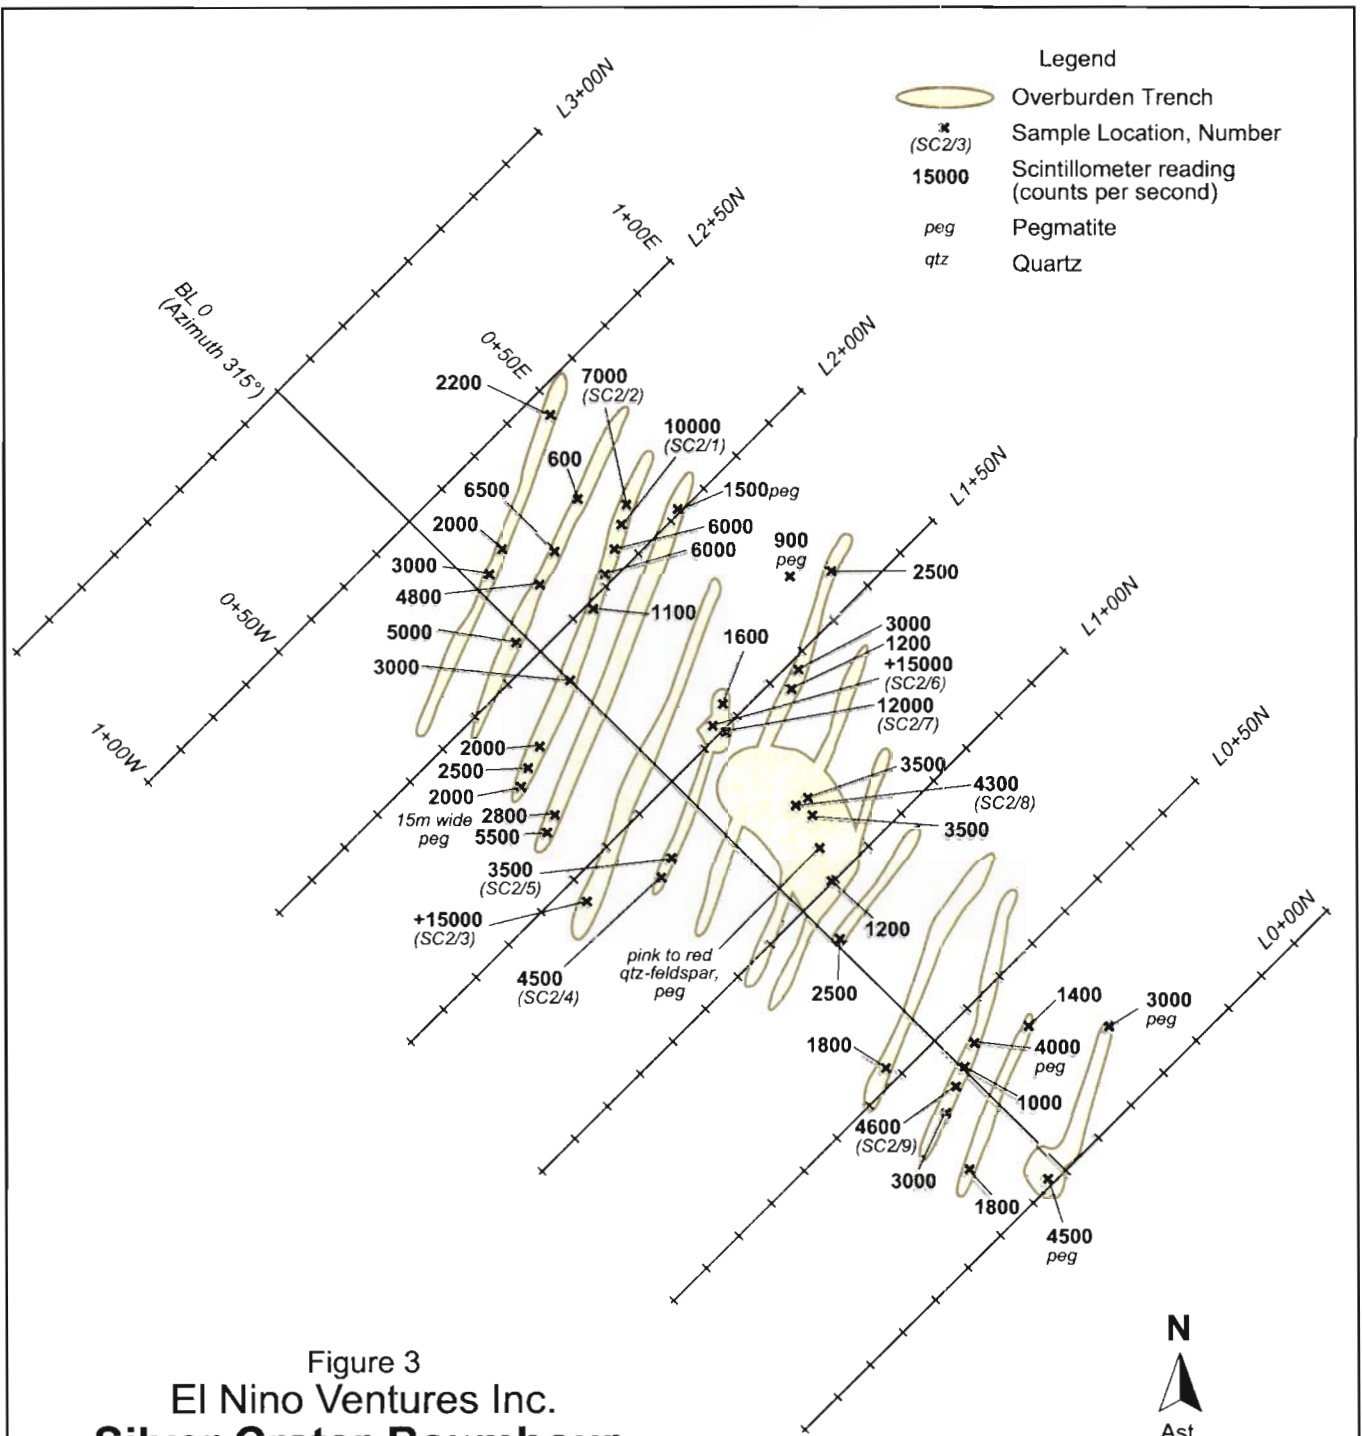 Legend
Overburden Trench
(SC2/3)
Sample Location, Number
15000
Scintillometer reading
(counts per second)
peg
Pegmatite
qtz
Quartz
L3+00N
L2+50N
1+00E
BL 0
(Azimuth 315°)
0+50E
L2+00N
2200
7000
(SC2/2)
10000
(SC2/1)
600
6500
1500 peg
L1+50N
2000
6000
6000
3000
900
peg
2500
4800
L1+00N
0+50W
1100
5000
1600
3000
1200
3000
+15000
(SC2/6)
12000
(SC2/7)
1+00W
L0+50N
2000
2500
2000
3500
4300
(SC2/8)
15m wide
peg
2800
5500
3500
3500
(SC2/5)
L0+00N
+15000
(SC2/3)
1200
4500
(SC2/4)
pink to red
qtz-feldspar,
peg
2500
1400
3000
peg
1800
4000
peg
1000
4600
(SC2/9)
3000
1800
4500
peg
N
Figure 3
El Nino Ventures Inc.